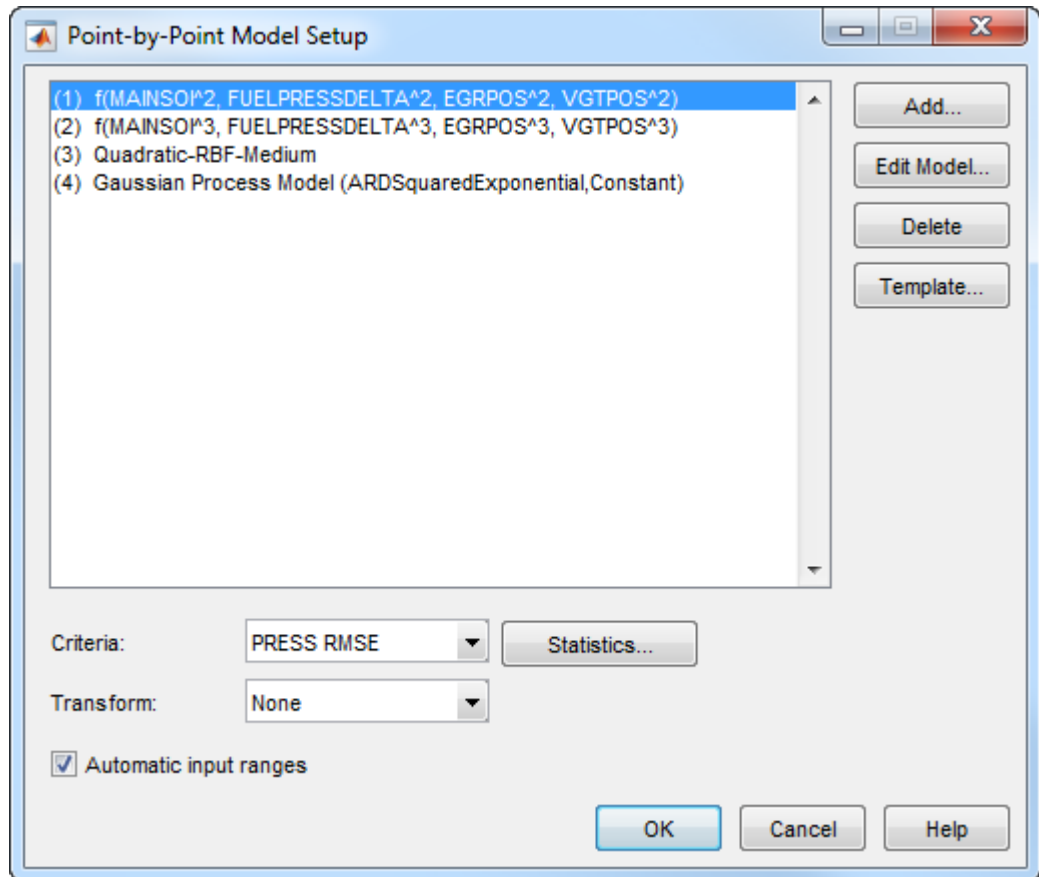 Point-by-Point Model Setup
(1) f(MAINSOI^2, FUELPRESSDELTA^2, EGRPOS^2, VGTPOS^2)
(2) f(MAINSOI^3, FUELPRESSDELTA^3, EGRPOS^3, VGTPOS^3)
(3) Quadratic-RBF-Medium
(4) Gaussian Process Model (ARDSquaredExponential,Constant)
Add...
Edit Model...
Delete
Template...
Criteria: PRESS RMSE Statistics...
Transform: None
Automatic input ranges
OK Cancel Help